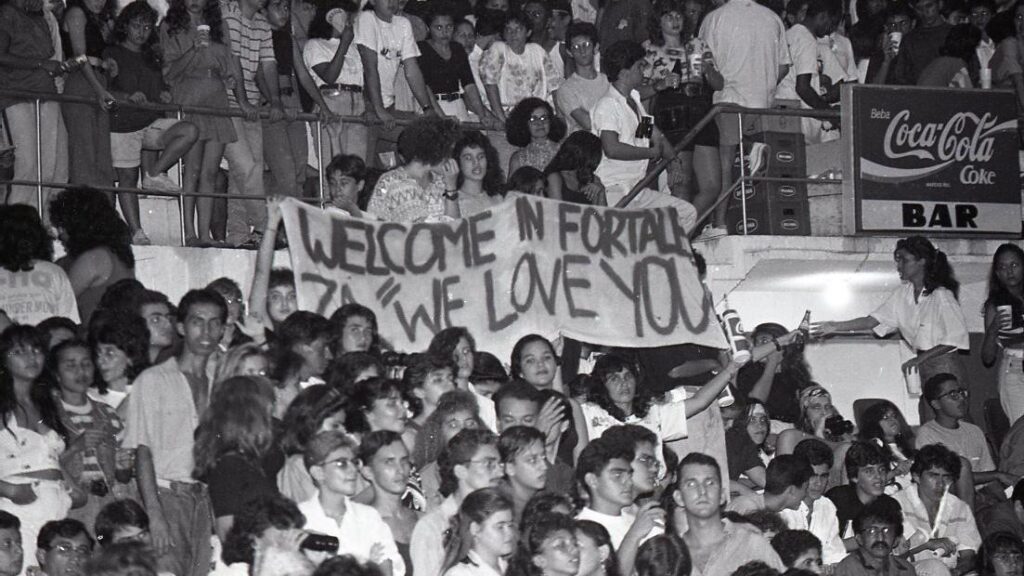 WELCOME IN FORTALE
ZA "WE LOVE YOU
Beba
Coca-Cola
Coke
BAR